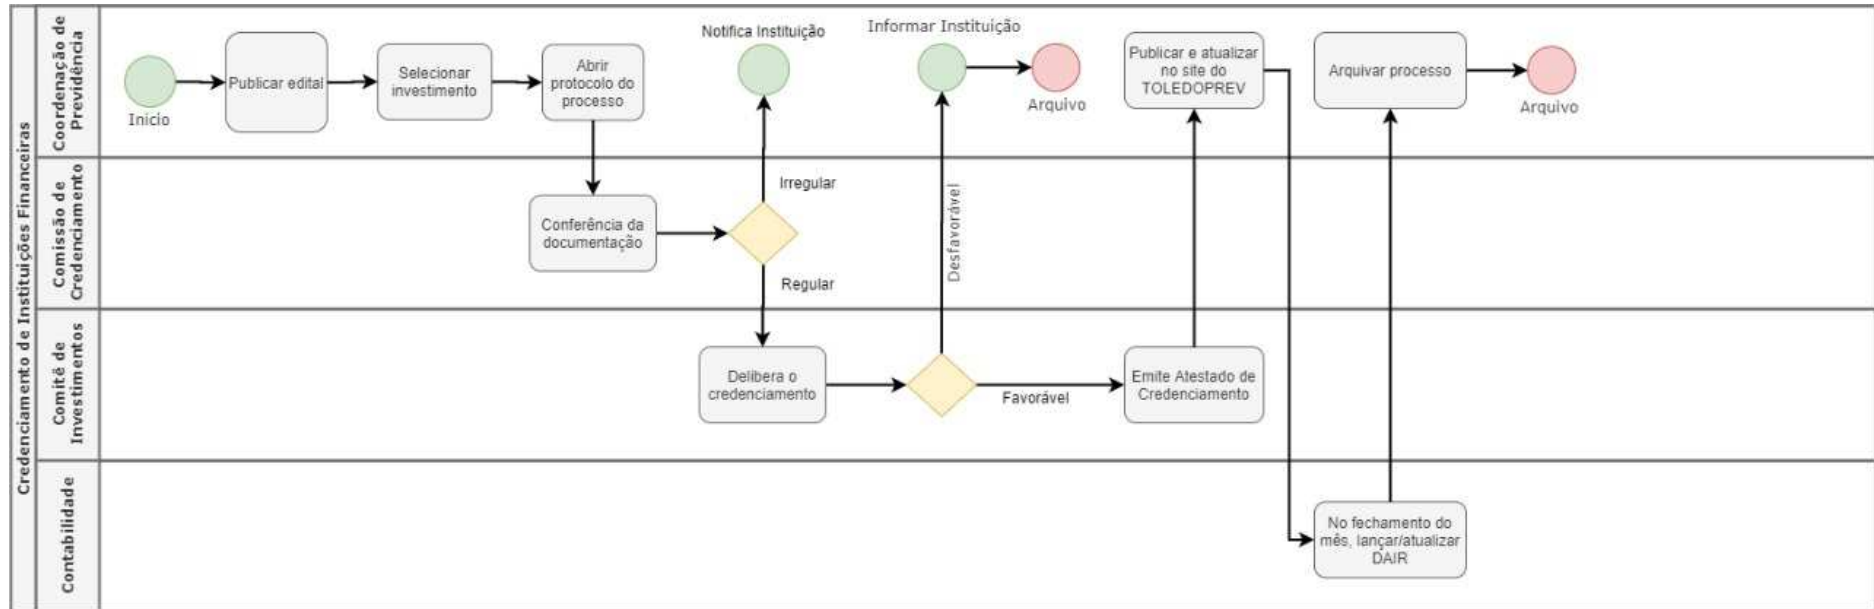 Credenciamento de Instituições Financeiras
Coordenação de
Previdência
Inicio
Publicar edital
Selecionar
investimento
Abrir
protocolo do
processo
Notifica Instituição
Informar Instituição
Arquivo
Publicar e atualizar
no site do
TOLEDOPREV
Arquivar processo
Arquivo
Comissão de
Credenciamento
Conferência da
documentação
Irregular
Regular
Desfavorável
Comitê de
Investimentos
Delibera o
credenciamento
Favorável
Emite Atestado de
Credenciamento
Contabilidade
No fechamento do
mês, lançar/atualizar
DAIR